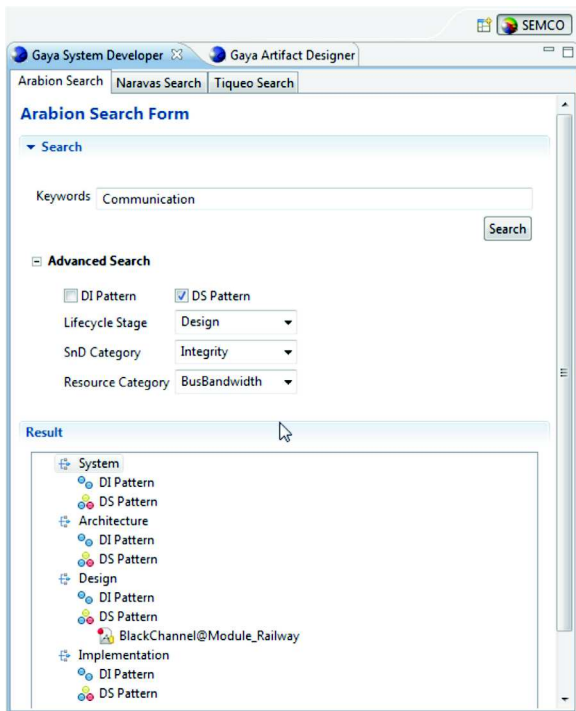 SEMCO
Gaya System Developer Gaya Artifact Designer
Arabion Search Naravas Search Tiqueo Search
Arabion Search Form
Search
Keywords Communication
Search
Advanced Search
DI Pattern DS Pattern
Lifecycle Stage Design
SnD Category Integrity
Resource Category BusBandwidth
Result
System
DI Pattern
DS Pattern
Architecture
DI Pattern
DS Pattern
Design
DI Pattern
DS Pattern
BlackChannel@Module_Railway
Implementation
DI Pattern
DS Pattern